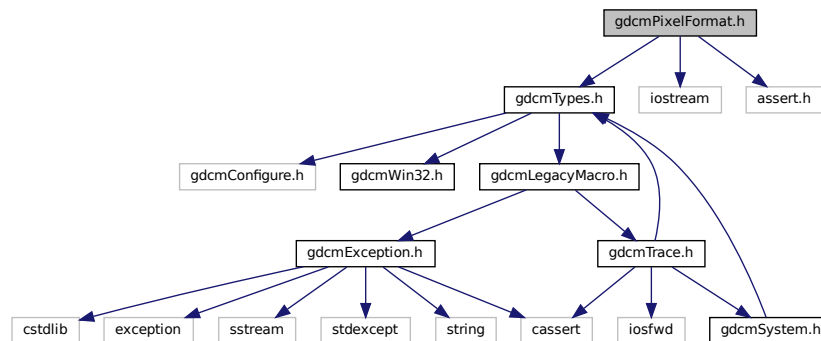 gdcmPixelFormat.h
gdcmTypes.h
iostream
assert.h
gdcmConfigure.h
gdcmWin32.h
gdcmLegacyMacro.h
gdcmException.h
gdcmTrace.h
cstdlib
exception
sstream
stdexcept
string
cassert
iosfwd
gdcmSystem.h